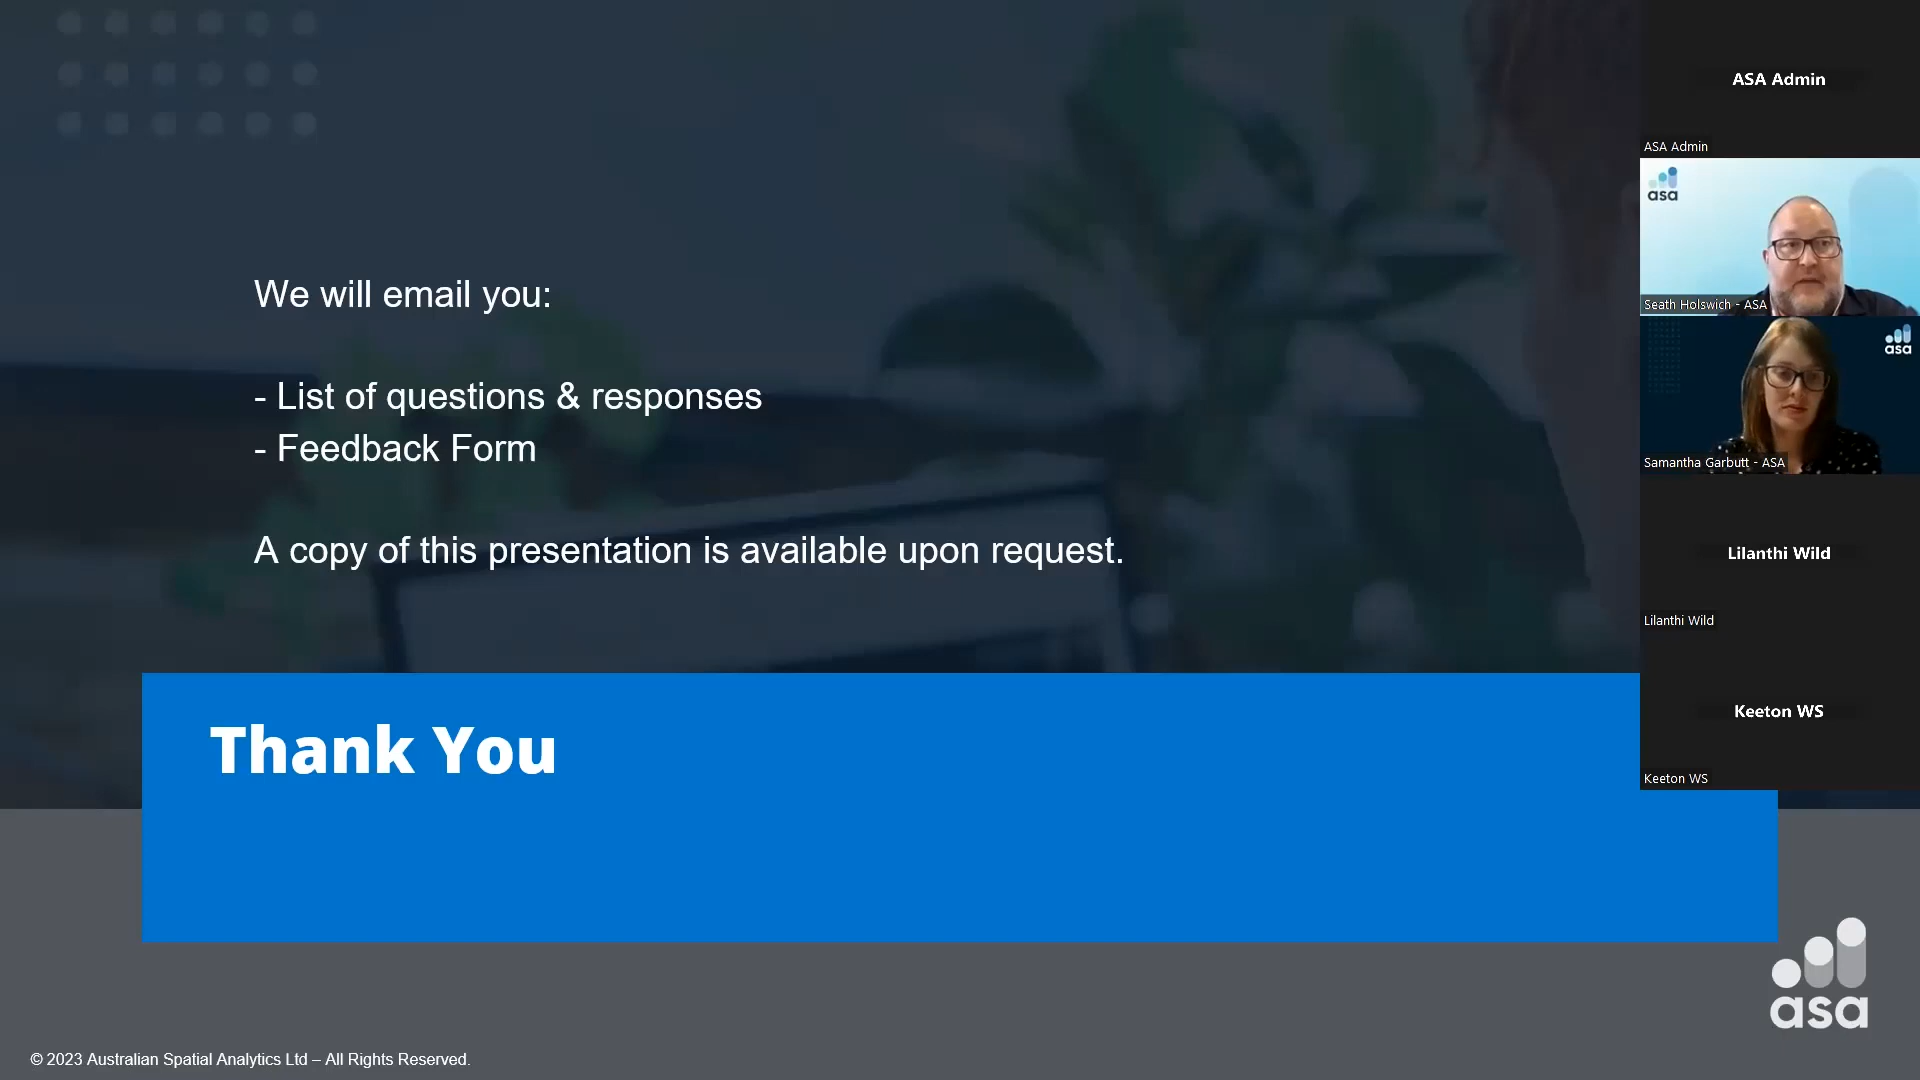 We will email you:
- List of questions & responses
- Feedback Form
A copy of this presentation is available upon request.
Thank You
asa
© 2023 Australian Spatial Analytics Ltd – All Rights Reserved.
ASA Admin
ASA Admin
asa
Seath Holswich - ASA
asa
Samantha Garbutt - ASA
Lilanthi Wild
Lilanthi Wild
Keeton WS
Keeton WS